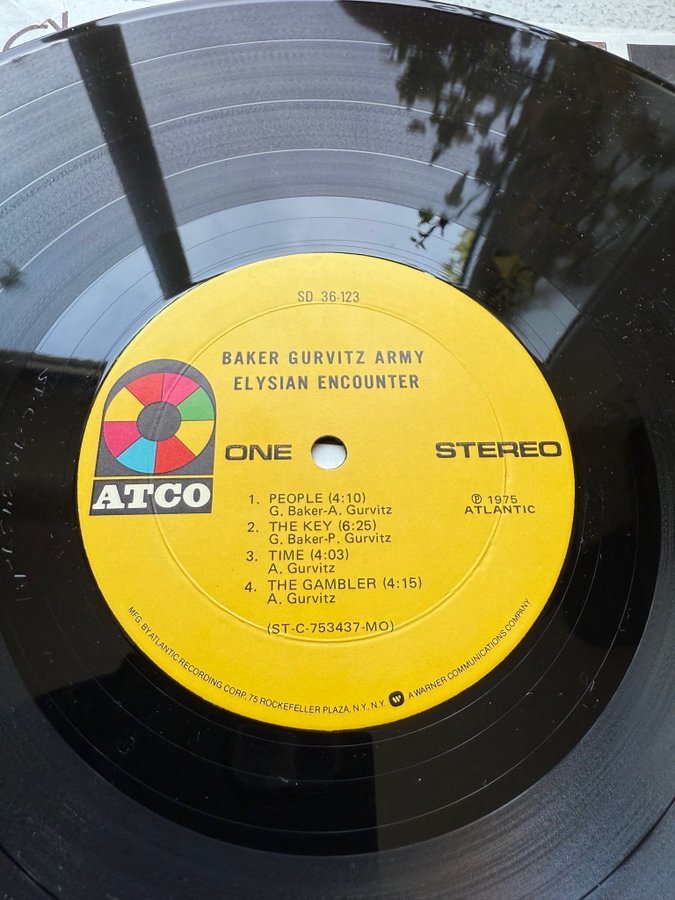 SD 36-123
BAKER GURVITZ ARMY
ELYSIAN ENCOUNTER
ATCO
ONE
STEREO
1. PEOPLE (4:10)
G. Baker-A. Gurvitz
2. THE KEY (6:25)
G. Baker-P. Gurvitz
3. TIME (4:03)
A. Gurvitz
4. THE GAMBLER (4:15)
A. Gurvitz
℗ 1975
ATLANTIC
(ST-C-753437-MO)
MFG. BY ATLANTIC RECORDING CORP. 75 ROCKEFELLER PLAZA, N.Y., N.Y. A WARNER COMMUNICATIONS COMPANY